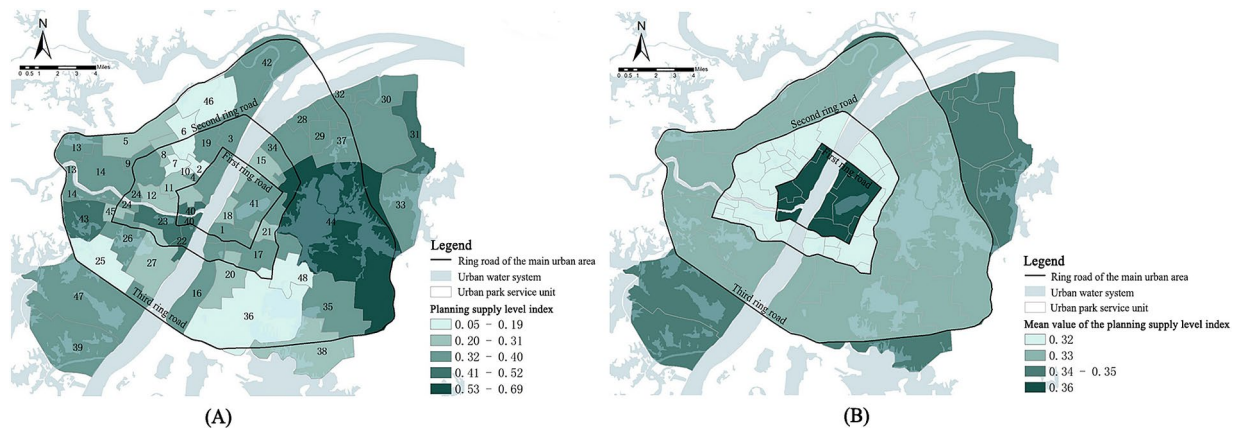 N
0 0.5 1 2 3 4
Miles
42
32
30
46
Second ring road
28
6
29
31
5
3
37
13
19
34
8
9
7
First ring road
15
14
10
2
13
4
11
33
14
24
12
24
40
18
41
43
45
23
40
44
1
21
26
22
17
25
27
20
48
47
Third ring road
16
35
36
39
38
Legend
Ring road of the main urban area
Urban water system
Urban park service unit
Planning supply level index
0.05 - 0.19
0.20 - 0.31
0.32 - 0.40
0.41 - 0.52
0.53 - 0.69
(A)
N
0 0.5 1 2 3 4
Miles
Second ring road
First ring road
Third ring road
Legend
Ring road of the main urban area
Urban water system
Urban park service unit
Mean value of the planning supply level index
0.32
0.33
0.34 - 0.35
0.36
(B)